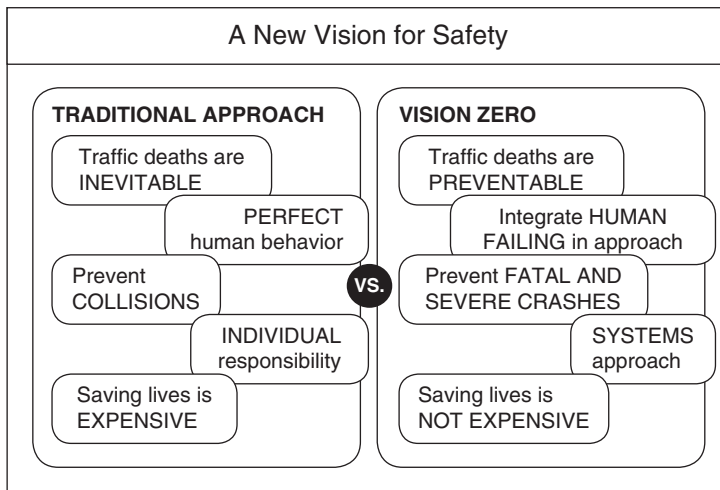 A New Vision for Safety
TRADITIONAL APPROACH
Traffic deaths are
INEVITABLE
PERFECT
human behavior
Prevent
COLLISIONS
INDIVIDUAL
responsibility
Saving lives is
EXPENSIVE
VS.
VISION ZERO
Traffic deaths are
PREVENTABLE
Integrate HUMAN
FAILING in approach
Prevent FATAL AND
SEVERE CRASHES
SYSTEMS
approach
Saving lives is
NOT EXPENSIVE